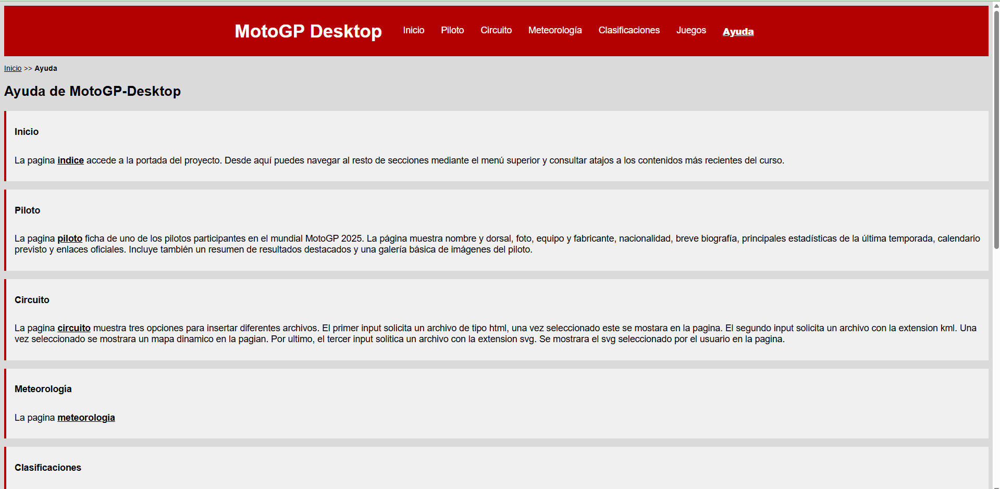 MotoGP Desktop Inicio Piloto Circuito Meteorología Clasificaciones Juegos Ayuda
Inicio >> Ayuda
Ayuda de MotoGP-Desktop
Inicio
La pagina indice accede a la portada del proyecto. Desde aquí puedes navegar al resto de secciones mediante el menú superior y consultar atajos a los contenidos más recientes del curso.
Piloto
La pagina piloto ficha de uno de los pilotos participantes en el mundial MotoGP 2025. La página muestra nombre y dorsal, foto, equipo y fabricante, nacionalidad, breve biografía, principales estadísticas de la última temporada, calendario
previsto y enlaces oficiales. Incluye también un resumen de resultados destacados y una galería básica de imágenes del piloto.
Circuito
La pagina circuito muestra tres opciones para insertar diferentes archivos. El primer input solicita un archivo de tipo html, una vez seleccionado este se mostara en la pagina. El segundo input solicita un archivo con la extension kml. Una
vez seleccionado se mostrara un mapa dinamico en la pagian. Por ultimo, el tercer input solitica un archivo con la extension svg. Se mostrara el svg seleccionado por el usuario en la pagina.
Meteorología
La pagina meteorologia
Clasificaciones